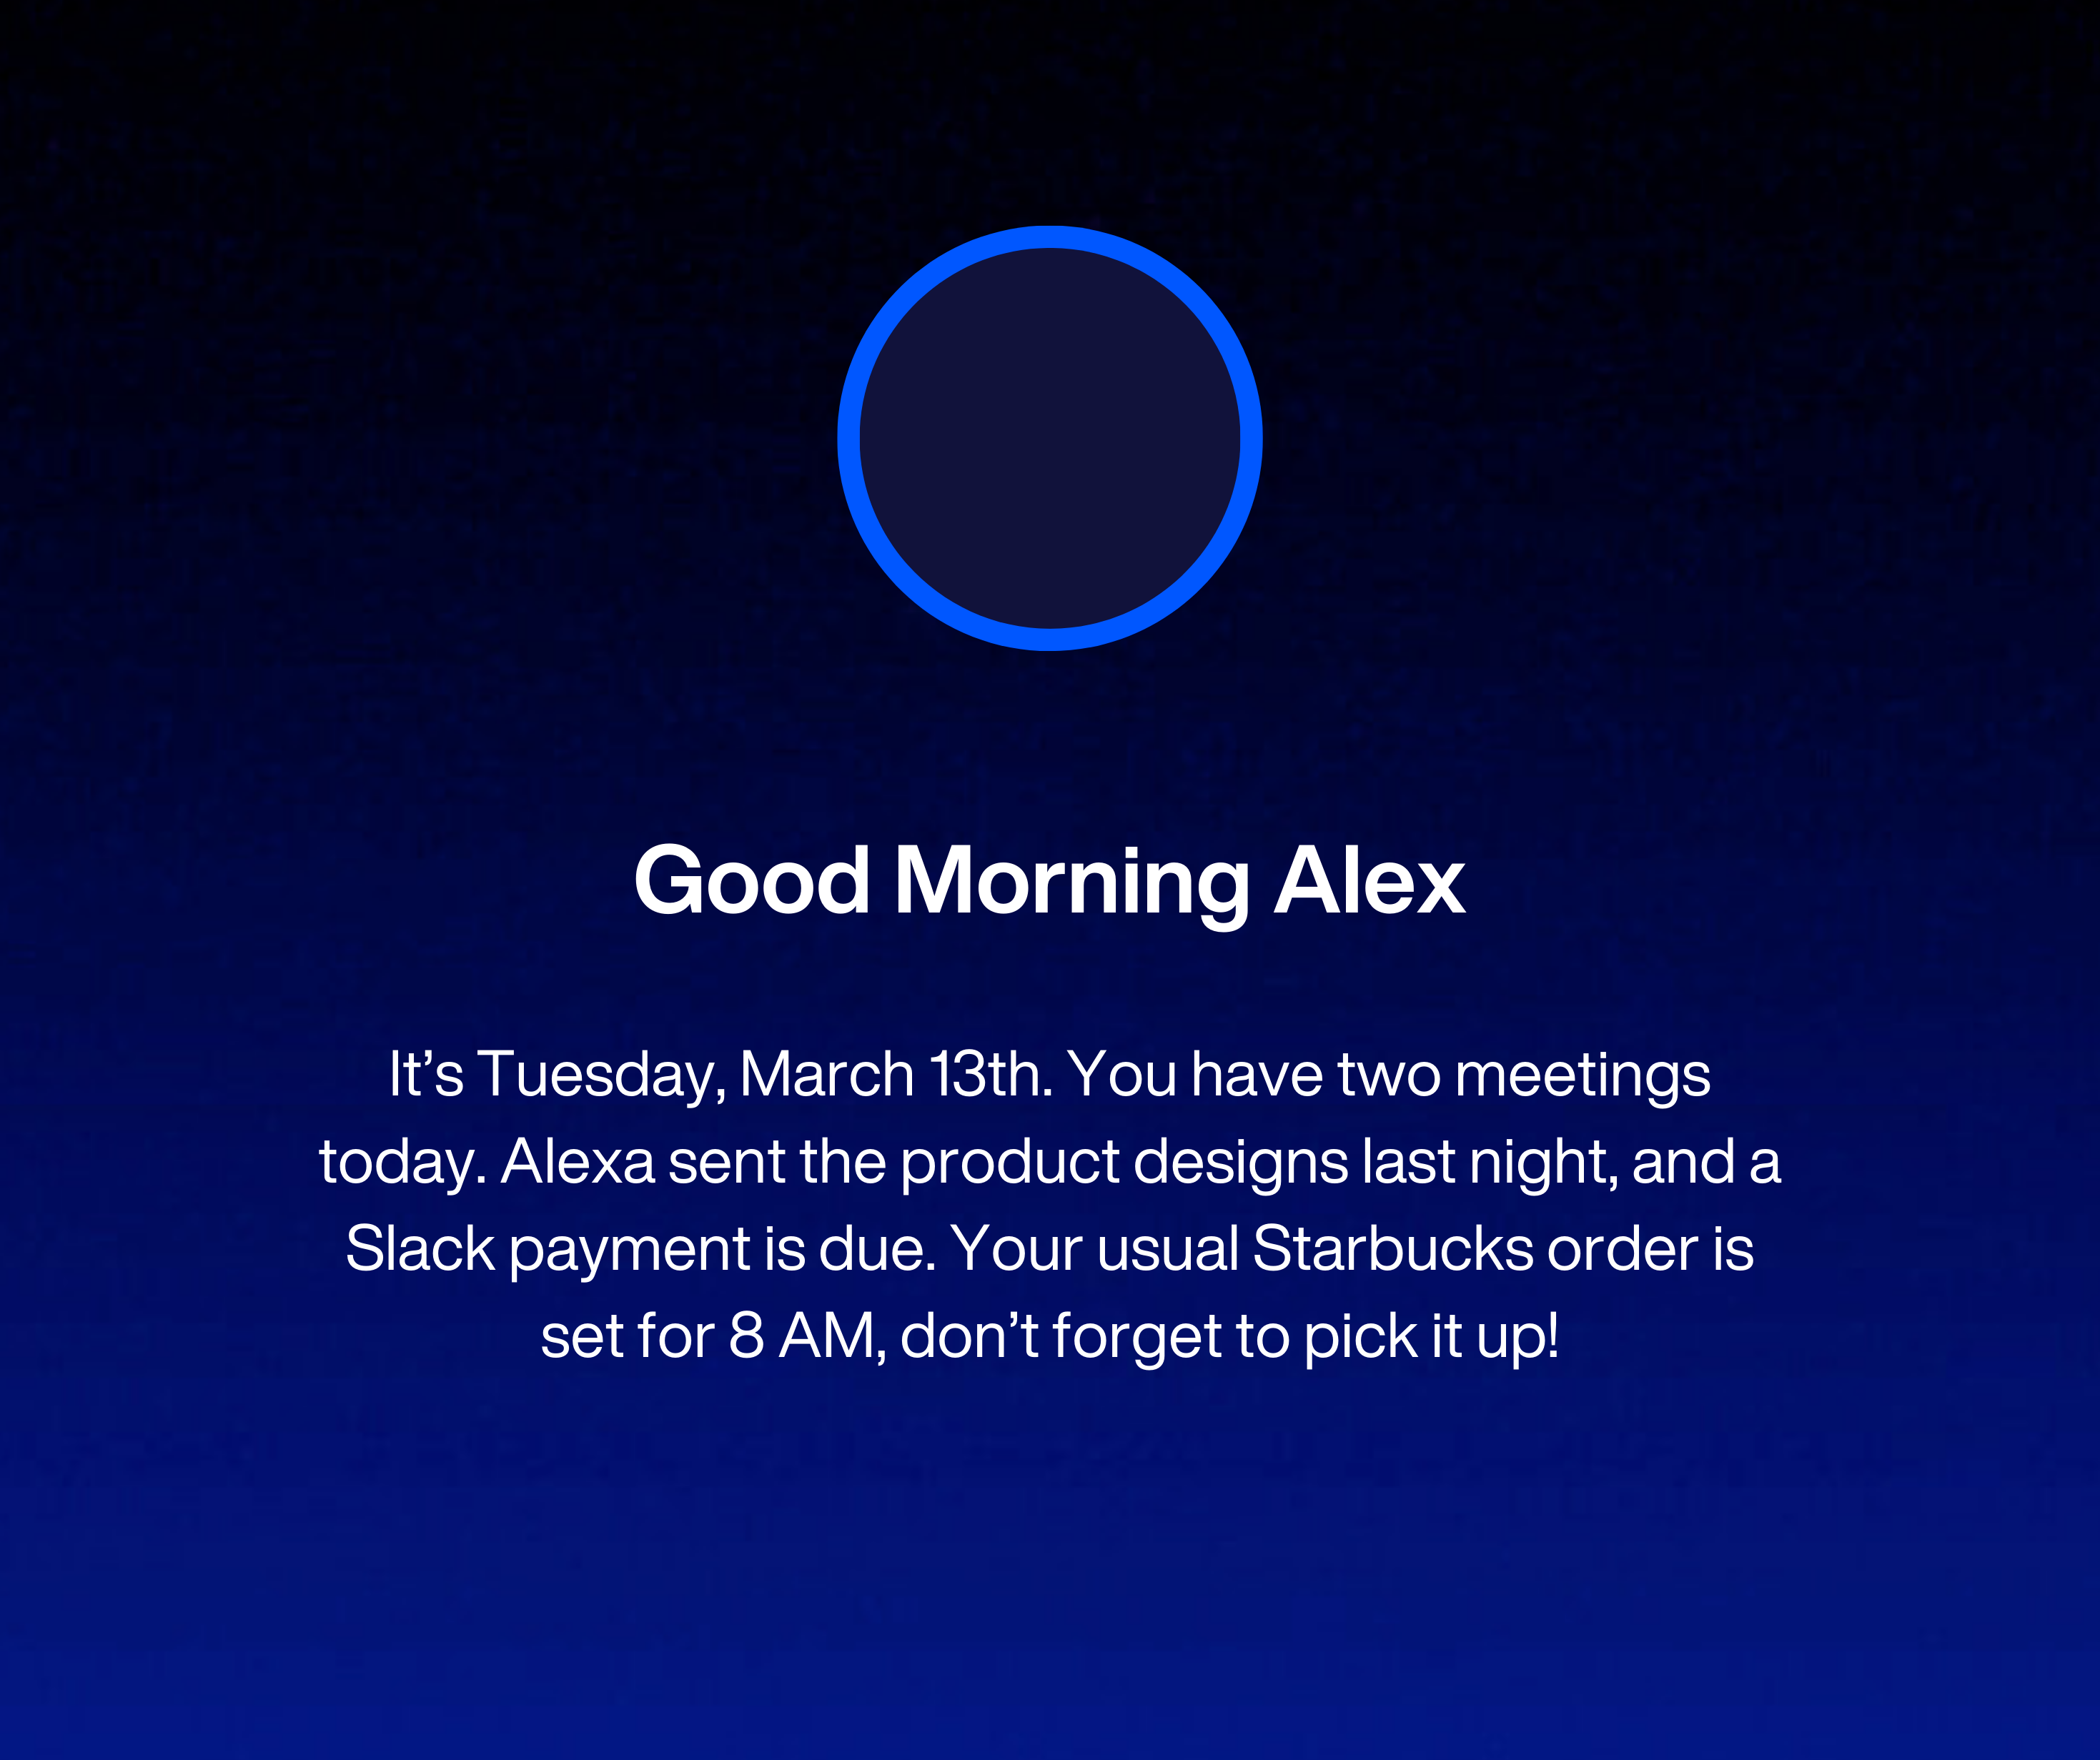 Good Morning Alex
It’s Tuesday, March 13th. You have two meetings
today. Alexa sent the product designs last night, and a
Slack payment is due. Your usual Starbucks order is
set for 8 AM, don’t forget to pick it up!